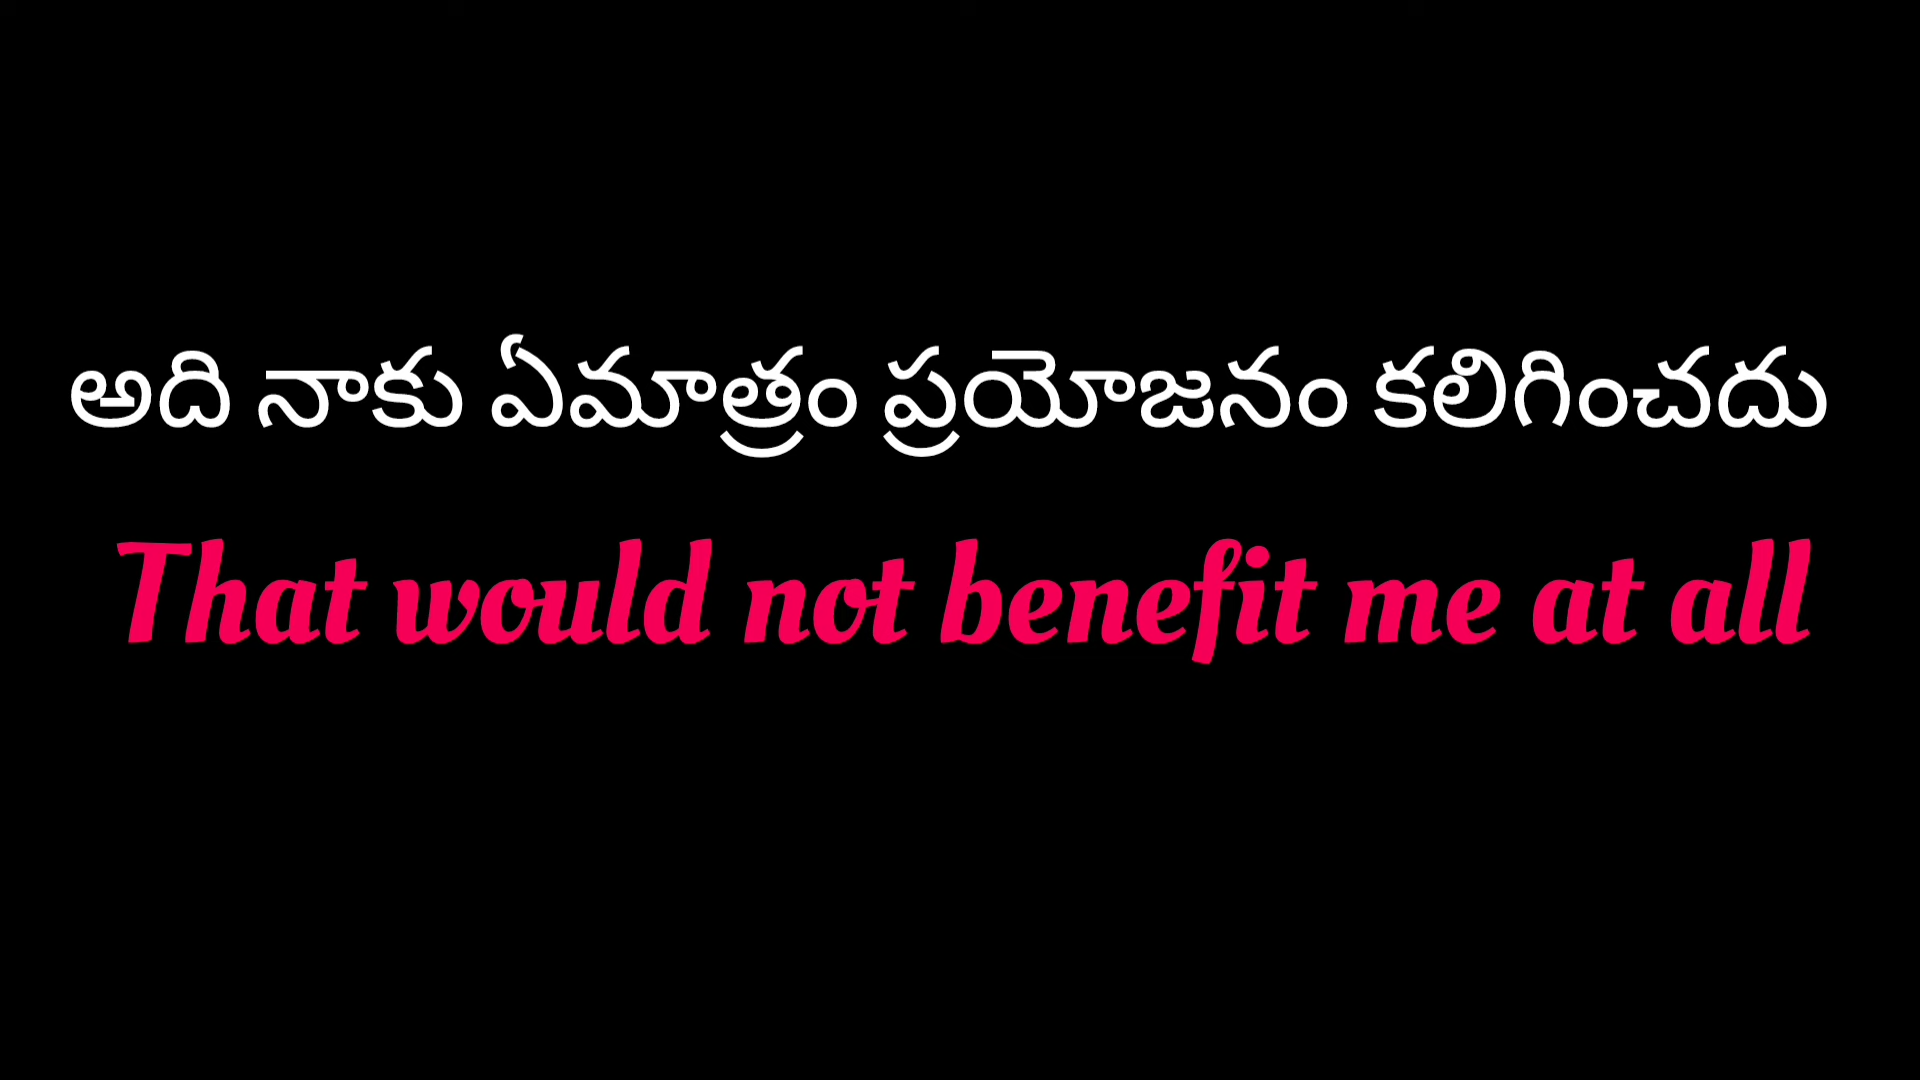 అది నాకు ఏమాత్రం ప్రయోజనం కలిగించదు
That would not benefit me at all